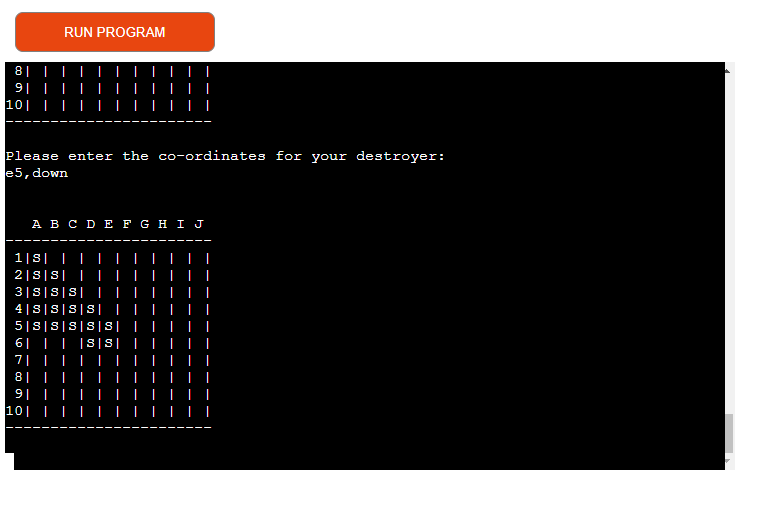 RUN PROGRAM
 8| | | | | | | | | | |
 9| | | | | | | | | | |
10| | | | | | | | | | |
-----------------------
Please enter the co-ordinates for your destroyer:
e5,down
   A B C D E F G H I J
-----------------------
 1|S| | | | | | | | | |
 2|S|S| | | | | | | | |
 3|S|S|S| | | | | | | |
 4|S|S|S|S| | | | | | |
 5|S|S|S|S|S| | | | | |
 6| | | |S|S| | | | | |
 7| | | | | | | | | | |
 8| | | | | | | | | | |
 9| | | | | | | | | | |
10| | | | | | | | | | |
-----------------------